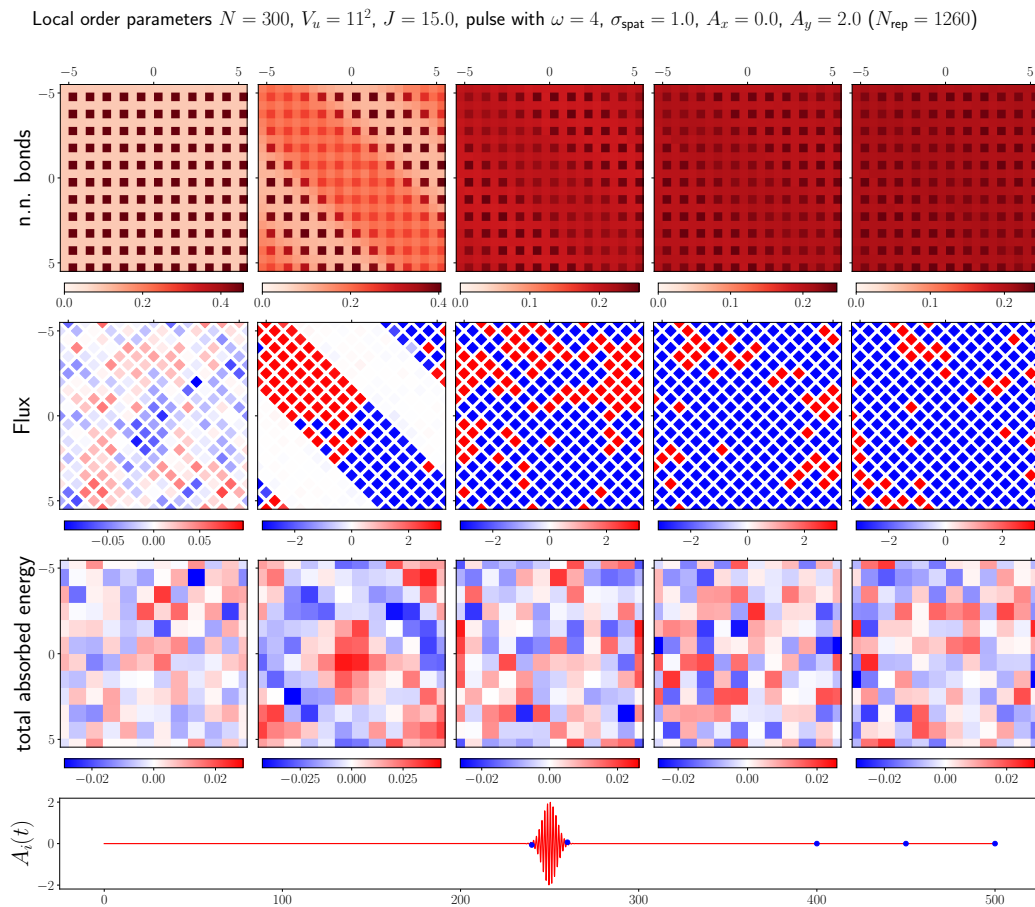 Local order parameters N = 300, V_u = 11², J = 15.0, pulse with ω = 4, σ_spat = 1.0, A_x = 0.0, A_y = 2.0 (N_rep = 1260)
−5 0 5 −5 0 5 −5 0 5 −5 0 5 −5 0 5
n.n. bonds
−5
0
5
0.0 0.2 0.4 0.0 0.2 0.4 0.0 0.1 0.2 0.0 0.1 0.2 0.0 0.1 0.2
Flux
−5
0
5
−0.05 0.00 0.05 −2 0 2 −2 0 2 −2 0 2 −2 0 2
total absorbed energy
−5
0
5
−0.02 0.00 0.02 −0.025 0.000 0.025 −0.02 0.00 0.02 −0.02 0.00 0.02 −0.02 0.00 0.02
A_i(t)
2
0
−2
0 100 200 300 400 500